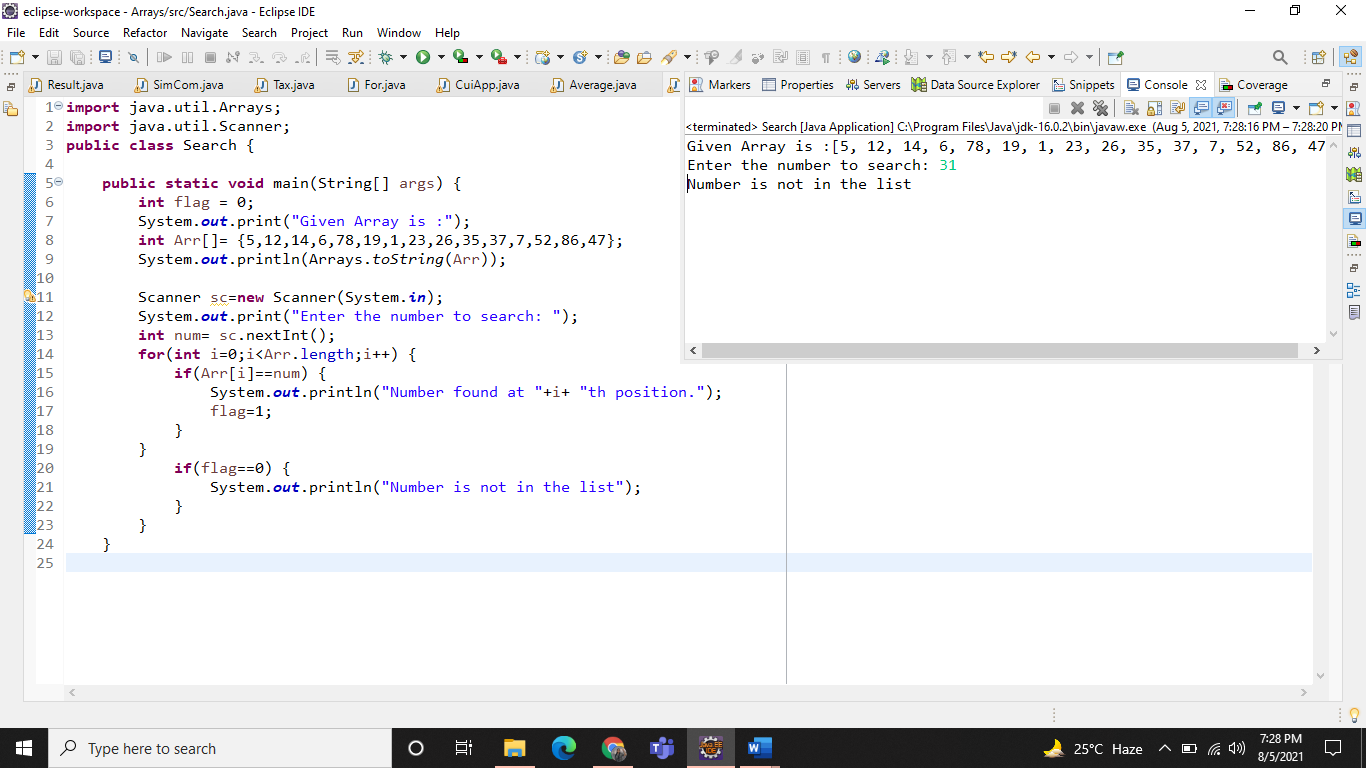 eclipse-workspace - Arrays/src/Search.java - Eclipse IDE
File Edit Source Refactor Navigate Search Project Run Window Help
Result.java SimCom.java Tax.java For.java CuiApp.java Average.java
Markers Properties Servers Data Source Explorer Snippets Console Coverage
<terminated> Search [Java Application] C:\Program Files\Java\jdk-16.0.2\bin\javaw.exe (Aug 5, 2021, 7:28:16 PM – 7:28:20 PM
Given Array is :[5, 12, 14, 6, 78, 19, 1, 23, 26, 35, 37, 7, 52, 86, 47
Enter the number to search: 31
Number is not in the list
1 import java.util.Arrays;
2 import java.util.Scanner;
3 public class Search {
4
5 public static void main(String[] args) {
6 int flag = 0;
7 System.out.print("Given Array is :");
8 int Arr[]= {5,12,14,6,78,19,1,23,26,35,37,7,52,86,47};
9 System.out.println(Arrays.toString(Arr));
10
11 Scanner sc=new Scanner(System.in);
12 System.out.print("Enter the number to search: ");
13 int num= sc.nextInt();
14 for(int i=0;i<Arr.length;i++) {
15 if(Arr[i]==num) {
16 System.out.println("Number found at "+i+ "th position.");
17 flag=1;
18 }
19 }
20 if(flag==0) {
21 System.out.println("Number is not in the list");
22 }
23 }
24 }
25
Type here to search
25°C Haze
7:28 PM
8/5/2021